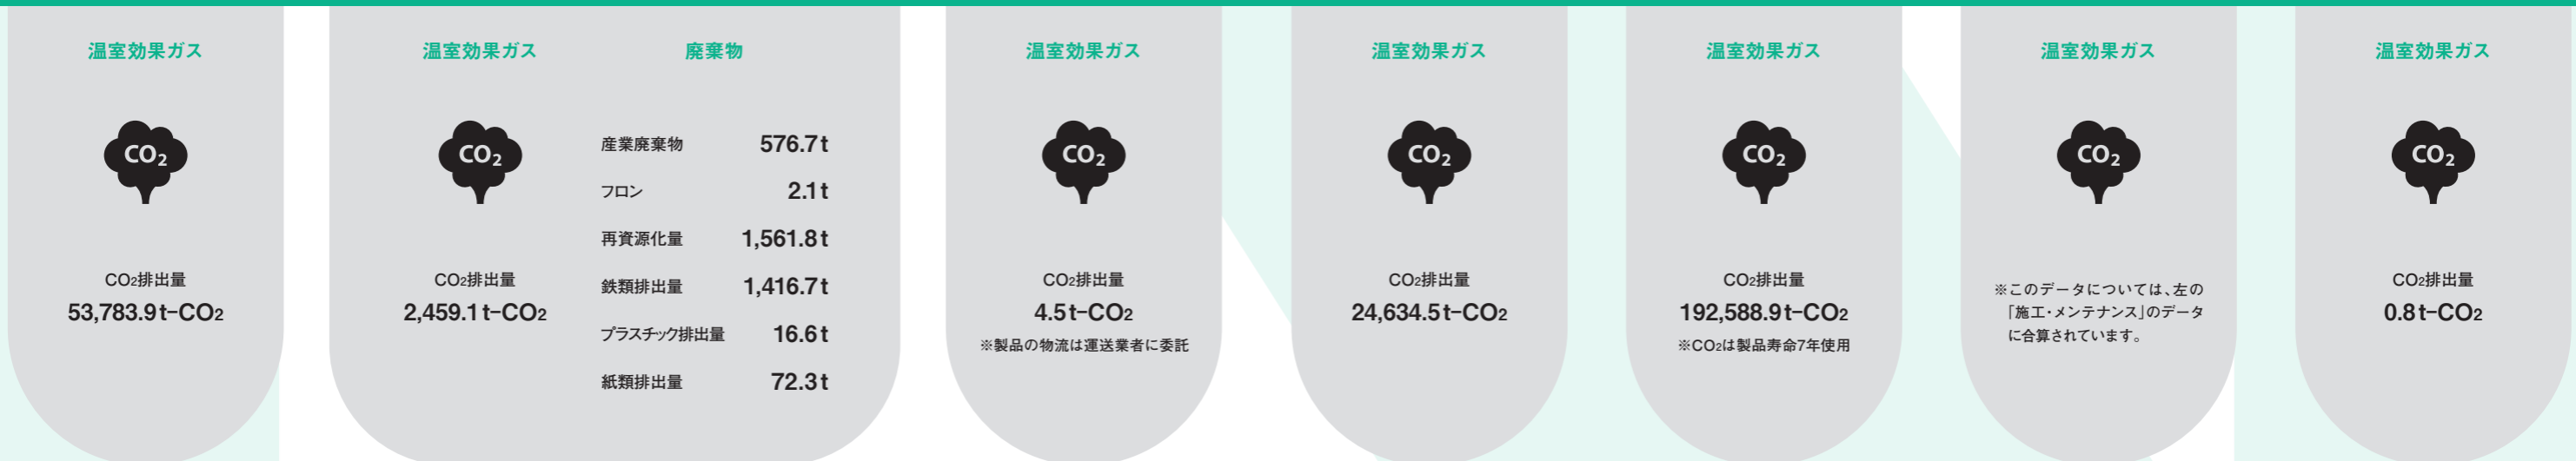 温室効果ガス
CO2
CO2排出量
53,783.9t-CO2
温室効果ガス
CO2
CO2排出量
2,459.1t-CO2
廃棄物
産業廃棄物 576.7t
フロン 2.1t
再資源化量 1,561.8t
鉄類排出量 1,416.7t
プラスチック排出量 16.6t
紙類排出量 72.3t
温室効果ガス
CO2
CO2排出量
4.5t-CO2
※製品の物流は運送業者に委託
温室効果ガス
CO2
CO2排出量
24,634.5t-CO2
温室効果ガス
CO2
CO2排出量
192,588.9t-CO2
※CO2は製品寿命7年使用
温室効果ガス
CO2
※このデータについては、左の
「施工・メンテナンス」のデータ
に合算されています。
温室効果ガス
CO2
CO2排出量
0.8t-CO2